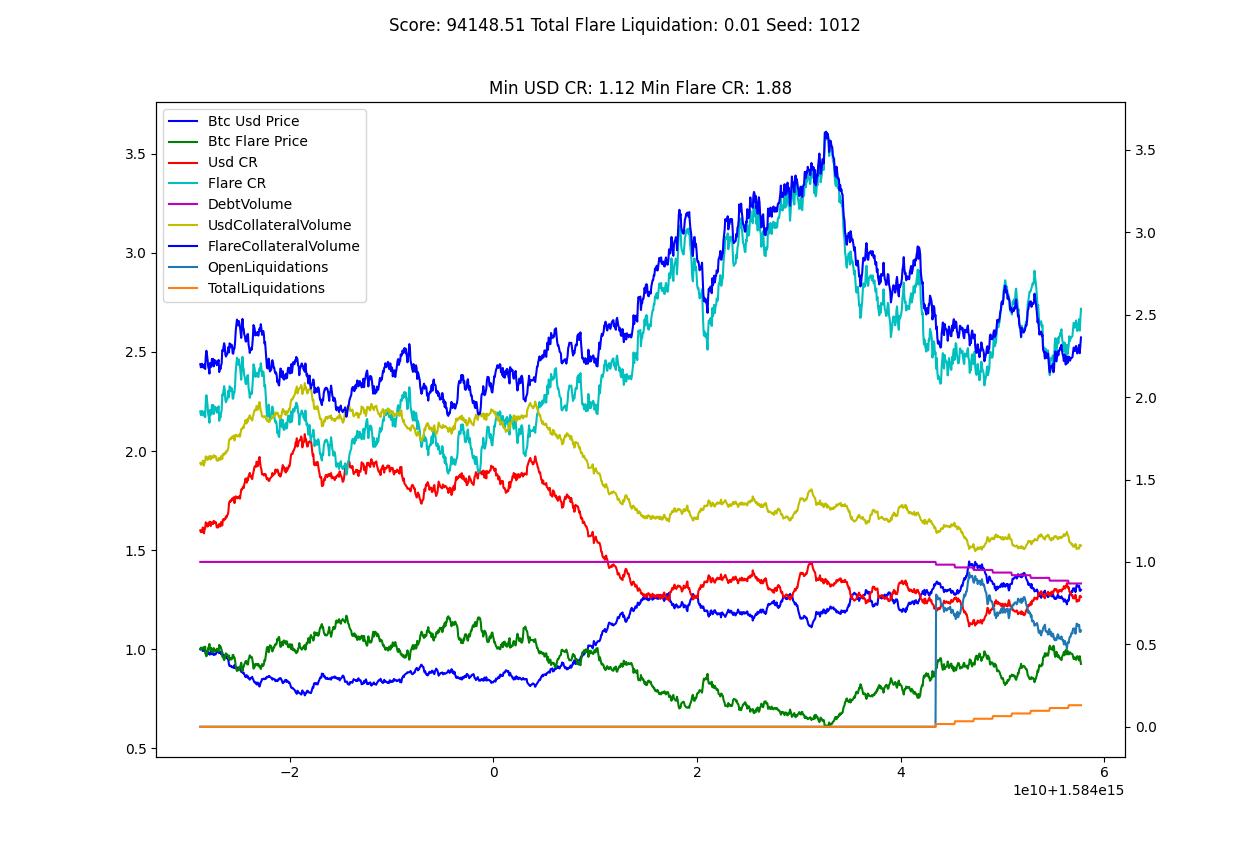 Score: 94148.51 Total Flare Liquidation: 0.01 Seed: 1012
Min USD CR: 1.12 Min Flare CR: 1.88
Btc Usd Price
Btc Flare Price
Usd CR
Flare CR
DebtVolume
UsdCollateralVolume
FlareCollateralVolume
OpenLiquidations
TotalLiquidations
3.5
3.0
2.5
2.0
1.5
1.0
0.5
3.5
3.0
2.5
2.0
1.5
1.0
0.5
0.0
−2
0
2
4
6
1e10+1.584e15